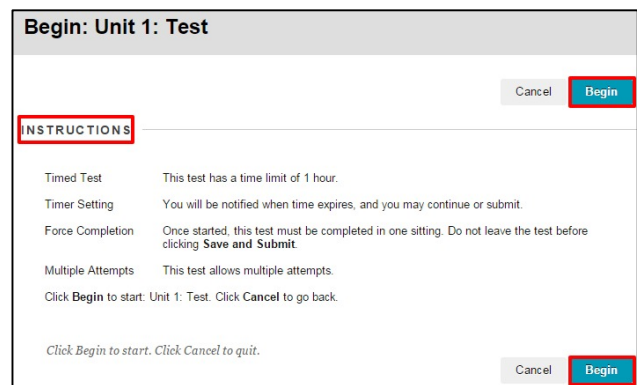 Begin: Unit 1: Test
Cancel Begin
INSTRUCTIONS
Timed Test This test has a time limit of 1 hour.
Timer Setting You will be notified when time expires, and you may continue or submit.
Force Completion Once started, this test must be completed in one sitting. Do not leave the test before
clicking Save and Submit.
Multiple Attempts This test allows multiple attempts.
Click Begin to start: Unit 1: Test. Click Cancel to go back.
Click Begin to start. Click Cancel to quit.
Cancel Begin